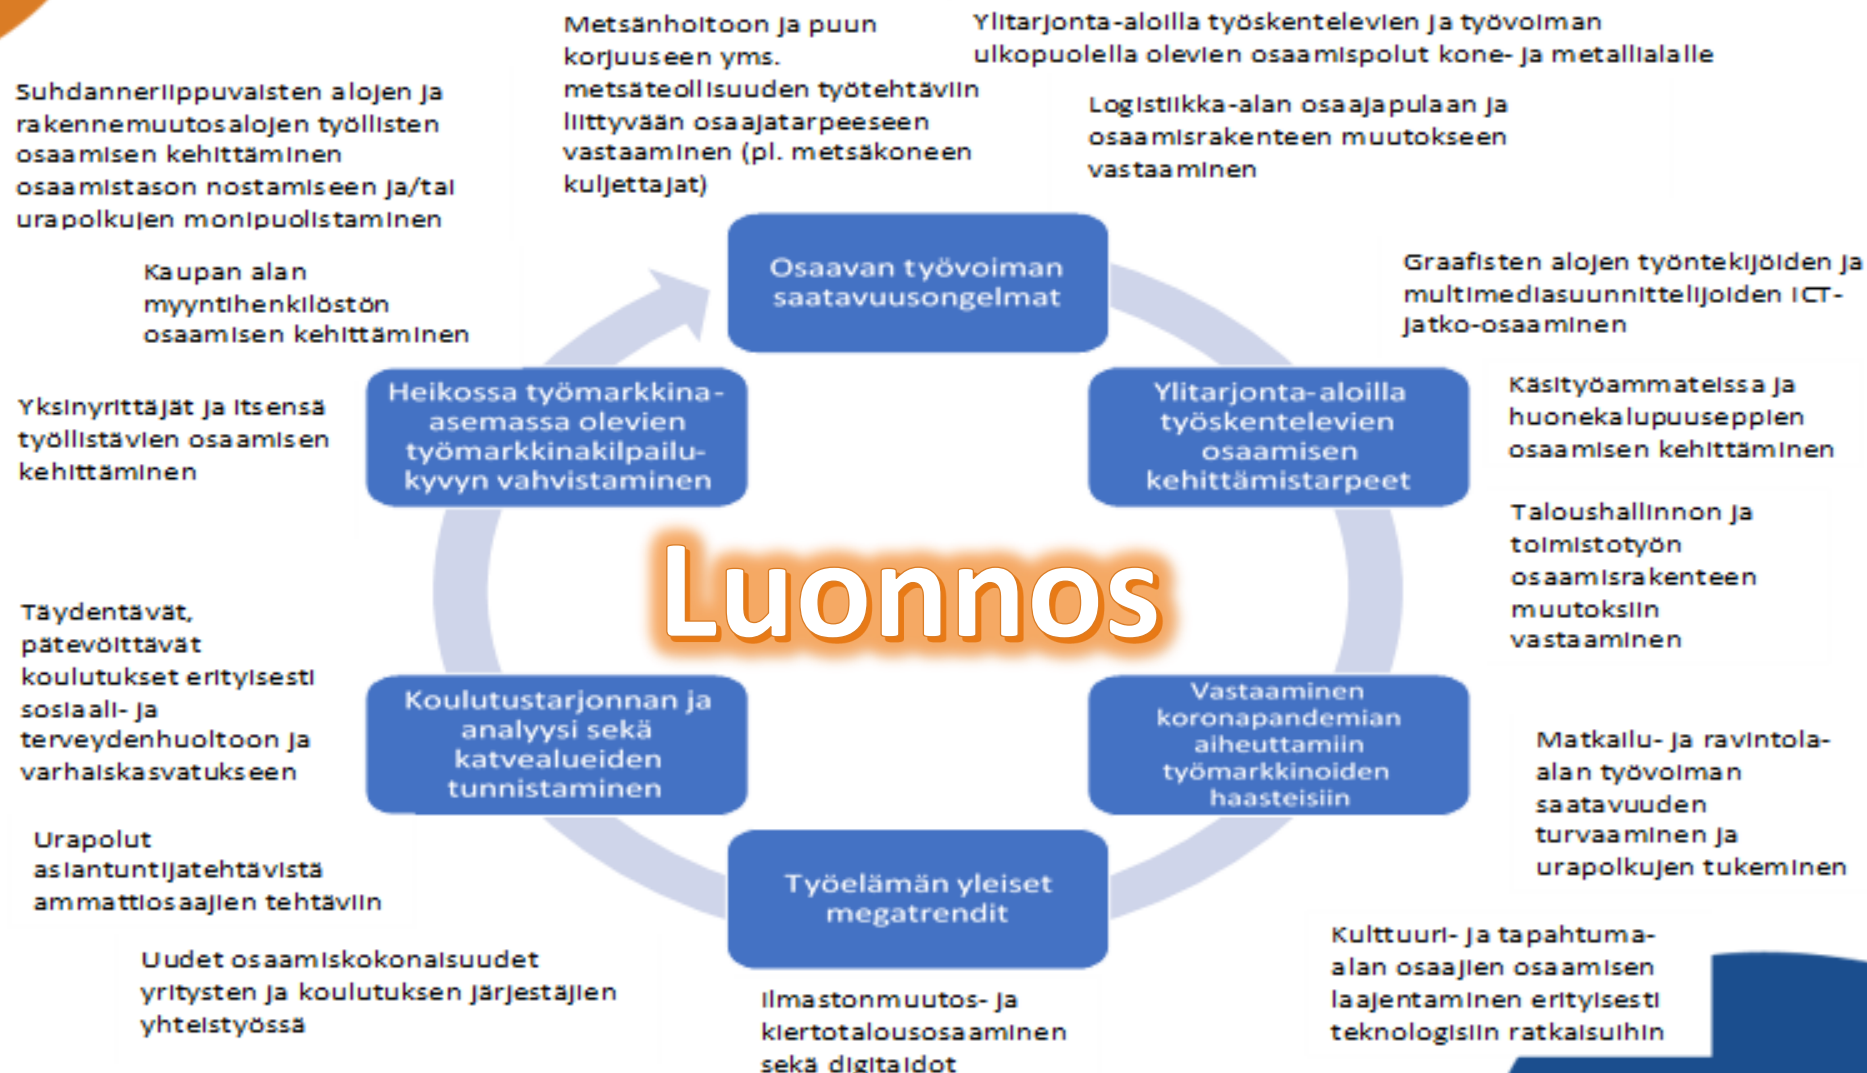 Metsänhoitoon ja puun
korjuuseen yms.
metsäteollisuuden työtehtäviin
liittyvään osaajatarpeeseen
vastaaminen (pl. metsäkoneen
kuljettajat)
Ylitarjonta-aloilla työskentelevien ja työvoiman
ulkopuolella olevien osaamispolut kone- ja metallialalle
Suhdanneriippuvaisten alojen ja
rakennemuutosalojen työllisten
osaamisen kehittäminen
osaamistason nostamiseen ja/tai
urapolkujen monipuolistaminen
Logistiikka-alan osaajapulaan ja
osaamisrakenteen muutokseen
vastaaminen
Kaupan alan
myyntihenkilöstön
osaamisen kehittäminen
Osaavan työvoiman
saatavuusongelmat
Graafisten alojen työntekijöiden ja
multimediasuunnittelijoiden ICT-
jatko-osaaminen
Yksinyrittäjät ja itsensä
työllistävien osaamisen
kehittäminen
Heikossa työmarkkina-
asemassa olevien
työmarkkinakilpailu-
kyvyn vahvistaminen
Ylitarjonta-aloilla
työskentelevien
osaamisen
kehittämistarpeet
Käsityöammateissa ja
huonekalupuuseppien
osaamisen kehittäminen
Luonnos
Taloushallinnon ja
toimistotyön
osaamisrakenteen
muutoksiin
vastaaminen
Täydentävät,
pätevöittävät
koulutukset erityisesti
sosiaali- ja
terveydenhuoltoon ja
varhaiskasvatukseen
Koulutustarjonnan ja
analyysi sekä
katvealueiden
tunnistaminen
Vastaaminen
koronapandemian
aiheuttamiin
työmarkkinoiden
haasteisiin
Matkailu- ja ravintola-
alan työvoiman
saatavuuden
turvaaminen ja
urapolkujen tukeminen
Urapolut
asiantuntijatehtävistä
ammattiosaajien tehtäviin
Työelämän yleiset
megatrendit
Uudet osaamiskokonaisuudet
yritysten ja koulutuksen järjestäjien
yhteistyössä
Ilmastonmuutos- ja
kiertotalousosaaminen
sekä digitaidot
Kulttuuri- ja tapahtuma-
alan osaajien osaamisen
laajentaminen erityisesti
teknologisiin ratkaisuihin